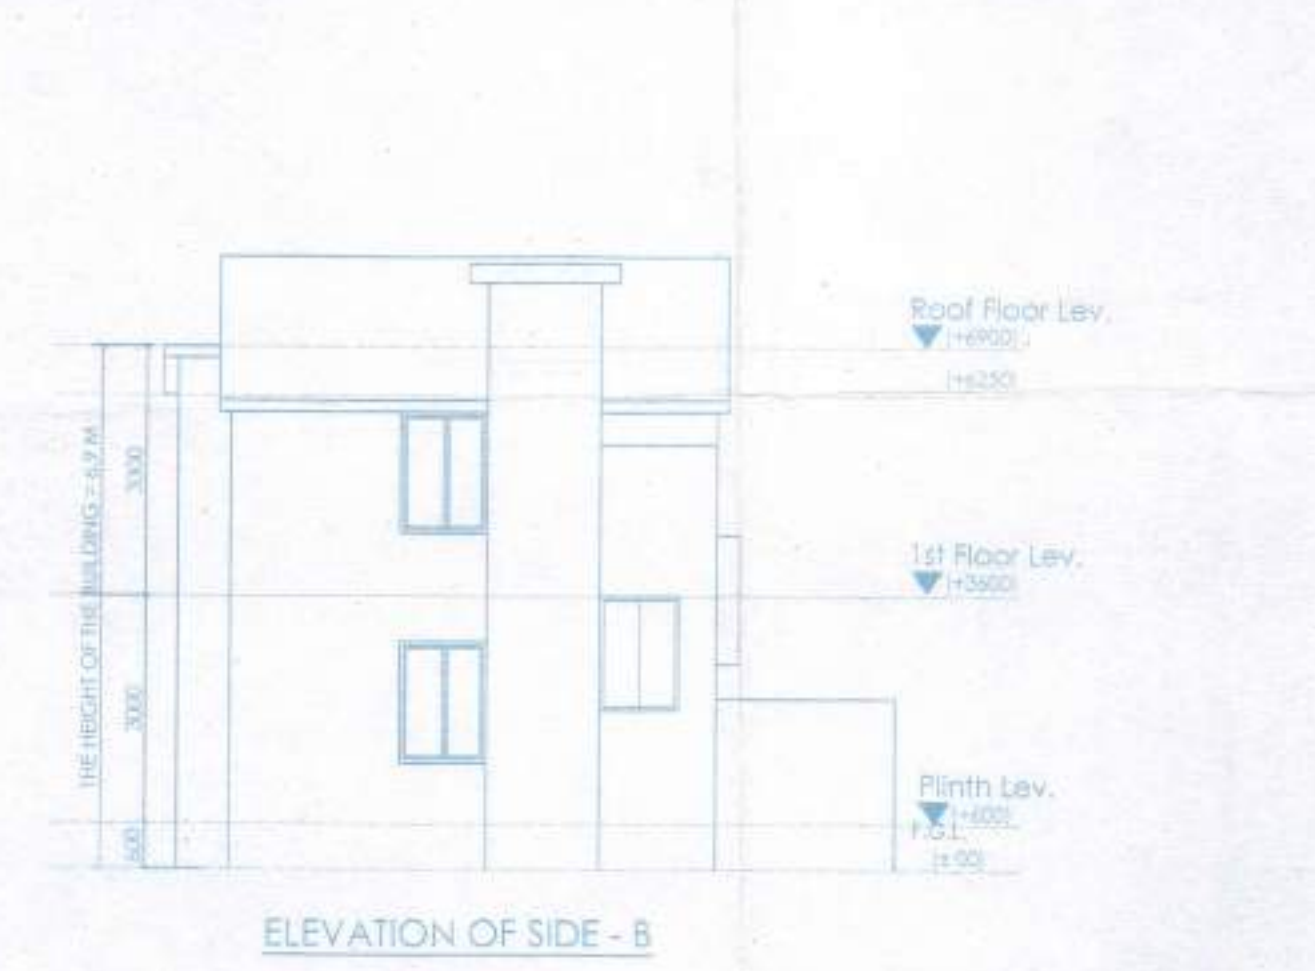 Roof Floor Lev.
(+6900)
(+6250)
THE HEIGHT OF THE BUILDING = 6.9 M
3300
1st Floor Lev.
(+3600)
3000
Plinth Lev.
(+600)
F.G.L.
(± 00)
600
ELEVATION OF SIDE - B